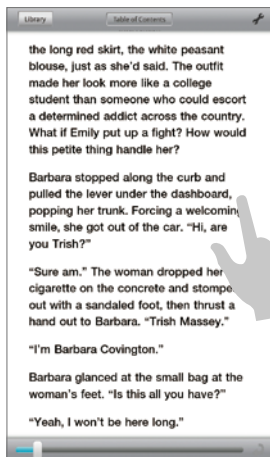 Library
Table of Contents
the long red skirt, the white peasant
blouse, just as she'd said. The outfit
made her look more like a college
student than someone who could escort
a determined addict across the country.
What if Emily put up a fight? How would
this petite thing handle her?
Barbara stopped along the curb and
pulled the lever under the dashboard,
popping her trunk. Forcing a welcoming
smile, she got out of the car. “Hi, are
you Trish?”
“Sure am.” The woman dropped her
cigarette on the concrete and stompe
out with a sandaled foot, then thrust a
hand out to Barbara. “Trish Massey.”
“I'm Barbara Covington.”
Barbara glanced at the small bag at the
woman's feet. “Is this all you have?”
“Yeah, I won't be here long.”